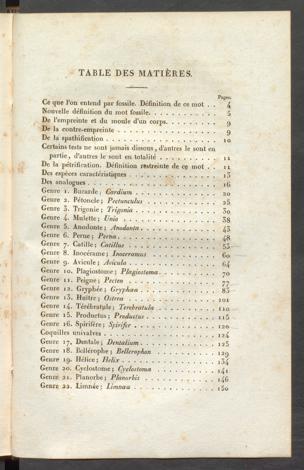 TABLE DES MATIÈRES.
Pages.
Ce que l'on entend par fossile. Définition de ce mot . . 4
Nouvelle définition du mot fossile. . . . . . . . . . . 5
De l'empreinte et du moule d'un corps. . . . . . . . . 9
De la contre-empreinte . . . . . . . . . . . . . . . 9
De la spathification . . . . . . . . . . . . . . . . 10
Certains tests ne sont jamais dissous, d'autres le sont en
partie, d'autres le sont en totalité . . . . . . . . . . 11
De la pétrification. Définition restreinte de ce mot . . 11
Des espèces caractéristiques . . . . . . . . . . . . . 13
Des analogues . . . . . . . . . . . . . . . . . . 16
Genre 1. Bucarde; Cardium . . . . . . . . . . . . . 20
Genre 2. Pétoncle; Pectunculus . . . . . . . . . . . 25
Genre 3. Trigonie; Trigonia . . . . . . . . . . . . . 30
Genre 4. Mulette; Unio . . . . . . . . . . . . . . 38
Genre 5. Anodonte; Anodonta. . . . . . . . . . . . 43
Genre 6. Perne; Perna . . . . . . . . . . . . . . . 48
Genre 7. Catille; Catillus . . . . . . . . . . . . . . 53
Genre 8. Inocérame; Inoceramus . . . . . . . . . . 60
Genre 9. Avicule; Avicula . . . . . . . . . . . . . 64
Genre 10. Plagiostome; Plagiostoma . . . . . . . . . 70
Genre 11. Peigne; Pecten . . . . . . . . . . . . . . 77
Genre 12. Gryphée; Gryphæa . . . . . . . . . . . . 85
Genre 13. Huître; Ostrea . . . . . . . . . . . . . . 101
Genre 14. Térébratule; Terebratula . . . . . . . . . 110
Genre 15. Productus; Productus . . . . . . . . . . . 115
Genre 16. Spirifère; Spirifer . . . . . . . . . . . . . 120
Coquilles univalves . . . . . . . . . . . . . . . . . 124
Genre 17. Dentale; Dentalium. . . . . . . . . . . . 125
Genre 18. Bellérophe; Bellerophon . . . . . . . . . 129
Genre 19. Hélice; Helix . . . . . . . . . . . . . . . 134
Genre 20. Cyclostome; Cyclostoma . . . . . . . . . 141
Genre 21. Planorbe; Planorbis . . . . . . . . . . . 146
Genre 22. Limnée; Limnæa . . . . . . . . . . . . . 150